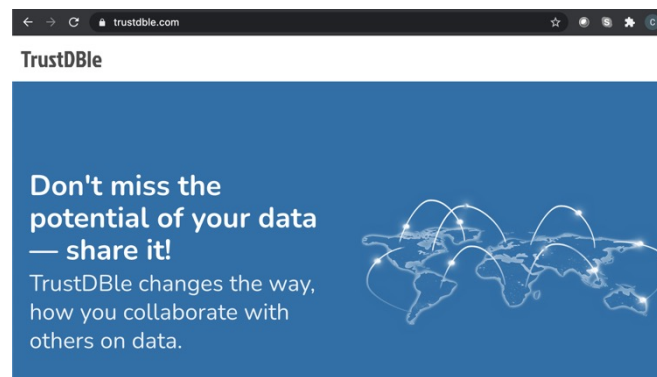 trustdble.com
TrustDBle
Don't miss the
potential of your data
— share it!
TrustDBle changes the way,
how you collaborate with
others on data.